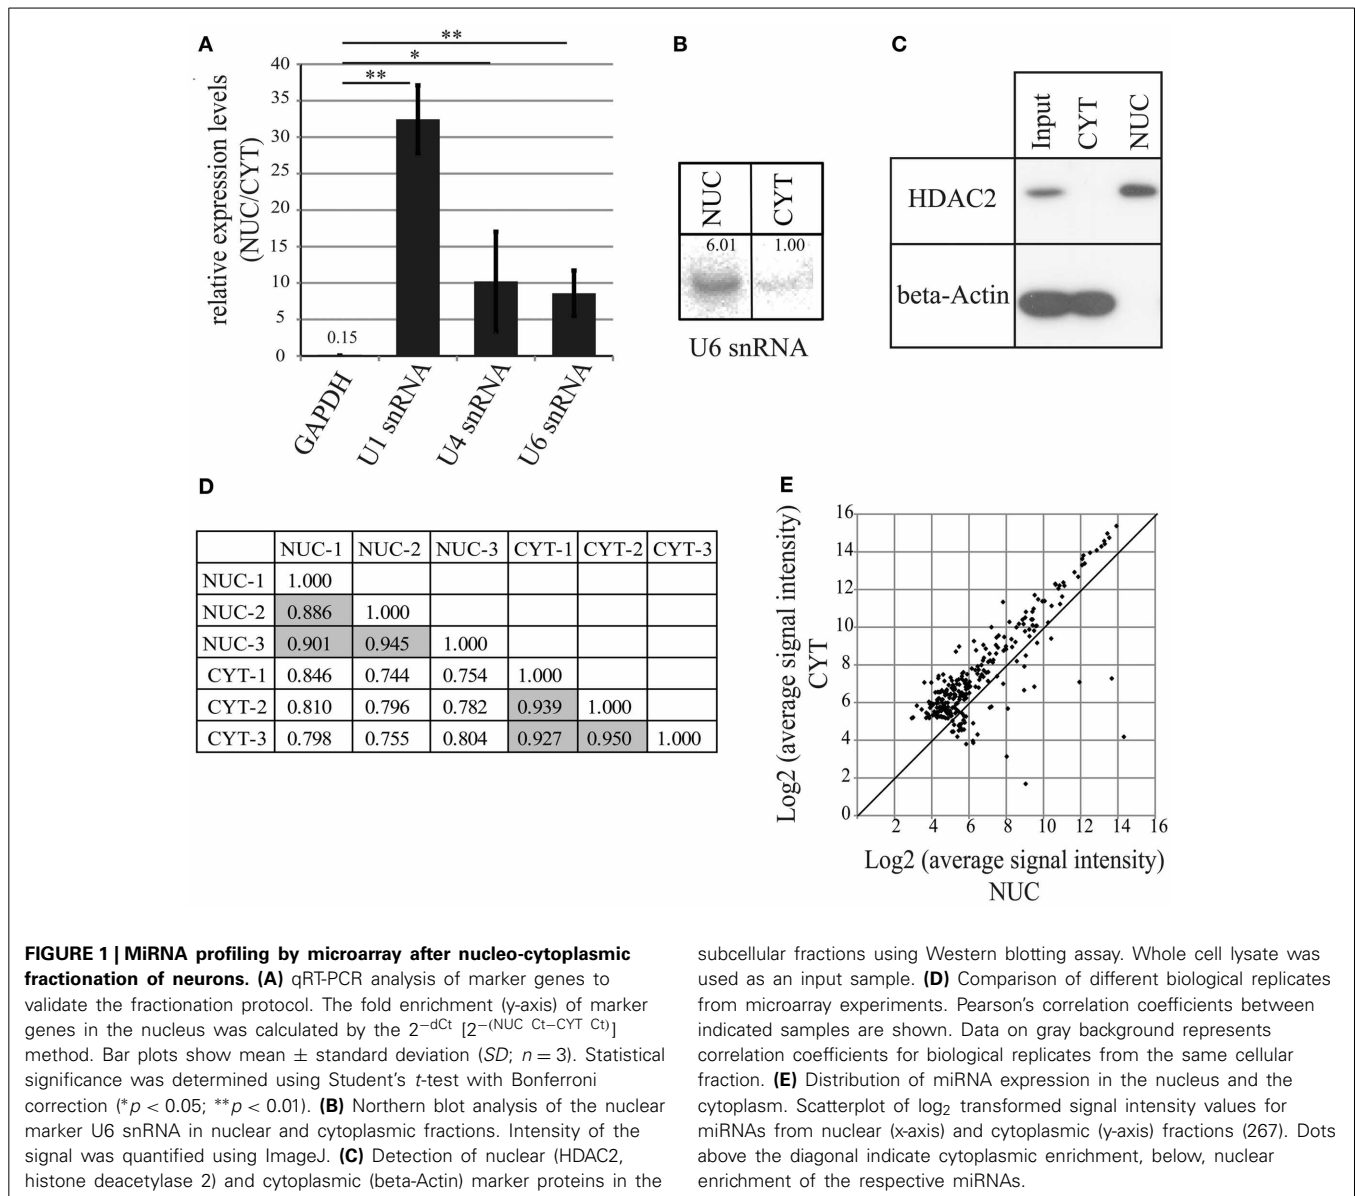 A
**
*
**
relative expression levels
(NUC/CYT)
40
35
30
25
20
15
10
5
0
0.15
GAPDH
U1 snRNA
U4 snRNA
U6 snRNA
B
NUC
CYT
6.01
1.00
U6 snRNA
C
Input
CYT
NUC
HDAC2
beta-Actin
D
NUC-1 NUC-2 NUC-3 CYT-1 CYT-2 CYT-3
NUC-1 1.000
NUC-2 0.886 1.000
NUC-3 0.901 0.945 1.000
CYT-1 0.846 0.744 0.754 1.000
CYT-2 0.810 0.796 0.782 0.939 1.000
CYT-3 0.798 0.755 0.804 0.927 0.950 1.000
E
Log2 (average signal intensity)
CYT
16
14
12
10
8
6
4
2
0
2 4 6 8 10 12 14 16
Log2 (average signal intensity)
NUC
FIGURE 1 | MiRNA profiling by microarray after nucleo-cytoplasmic
fractionation of neurons. (A) qRT-PCR analysis of marker genes to
validate the fractionation protocol. The fold enrichment (y-axis) of marker
genes in the nucleus was calculated by the 2−dCt [2−(NUC Ct−CYT Ct)]
method. Bar plots show mean ± standard deviation (SD; n = 3). Statistical
significance was determined using Student's t-test with Bonferroni
correction (*p < 0.05; **p < 0.01). (B) Northern blot analysis of the nuclear
marker U6 snRNA in nuclear and cytoplasmic fractions. Intensity of the
signal was quantified using ImageJ. (C) Detection of nuclear (HDAC2,
histone deacetylase 2) and cytoplasmic (beta-Actin) marker proteins in the
subcellular fractions using Western blotting assay. Whole cell lysate was
used as an input sample. (D) Comparison of different biological replicates
from microarray experiments. Pearson's correlation coefficients between
indicated samples are shown. Data on gray background represents
correlation coefficients for biological replicates from the same cellular
fraction. (E) Distribution of miRNA expression in the nucleus and the
cytoplasm. Scatterplot of log2 transformed signal intensity values for
miRNAs from nuclear (x-axis) and cytoplasmic (y-axis) fractions (267). Dots
above the diagonal indicate cytoplasmic enrichment, below, nuclear
enrichment of the respective miRNAs.